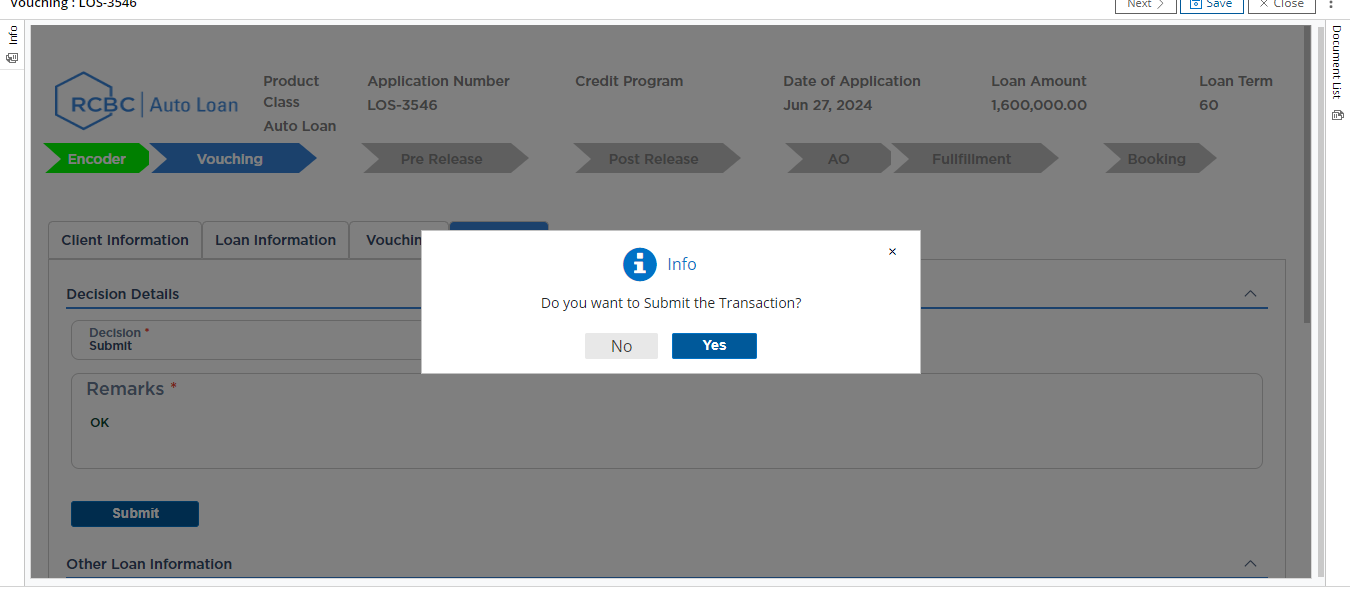 Vouching : LOS-3546
Next
Save
Close
Info
Document List
RCBC | Auto Loan
Product Class
Auto Loan
Application Number
LOS-3546
Credit Program
Date of Application
Jun 27, 2024
Loan Amount
1,600,000.00
Loan Term
60
Encoder
Vouching
Pre Release
Post Release
AO
Fullfillment
Booking
Client Information
Loan Information
Vouchin
Info
×
Do you want to Submit the Transaction?
No
Yes
Decision Details
Decision *
Submit
Remarks *
OK
Submit
Other Loan Information